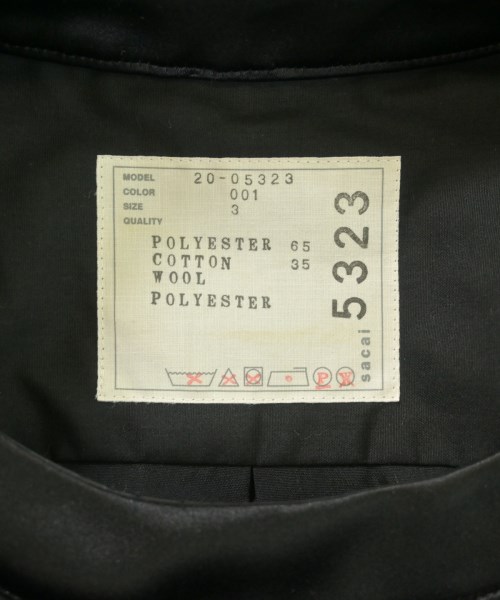 MODEL 20-05323
COLOR 001
SIZE 3
QUALITY
POLYESTER 65
COTTON 35
WOOL
POLYESTER
sacai 5323
P W